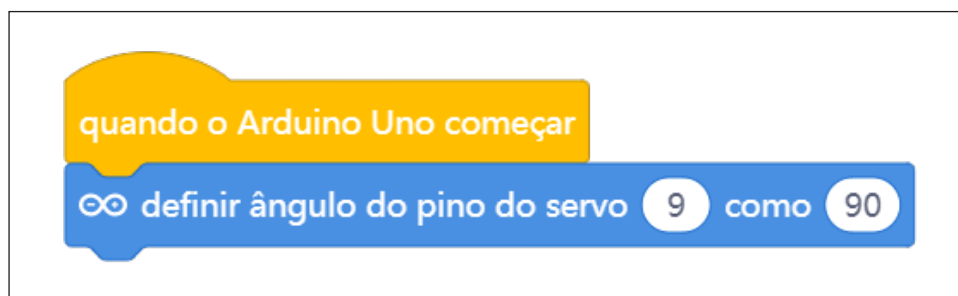 quando o Arduino Uno começar
definir ângulo do pino do servo 9 como 90